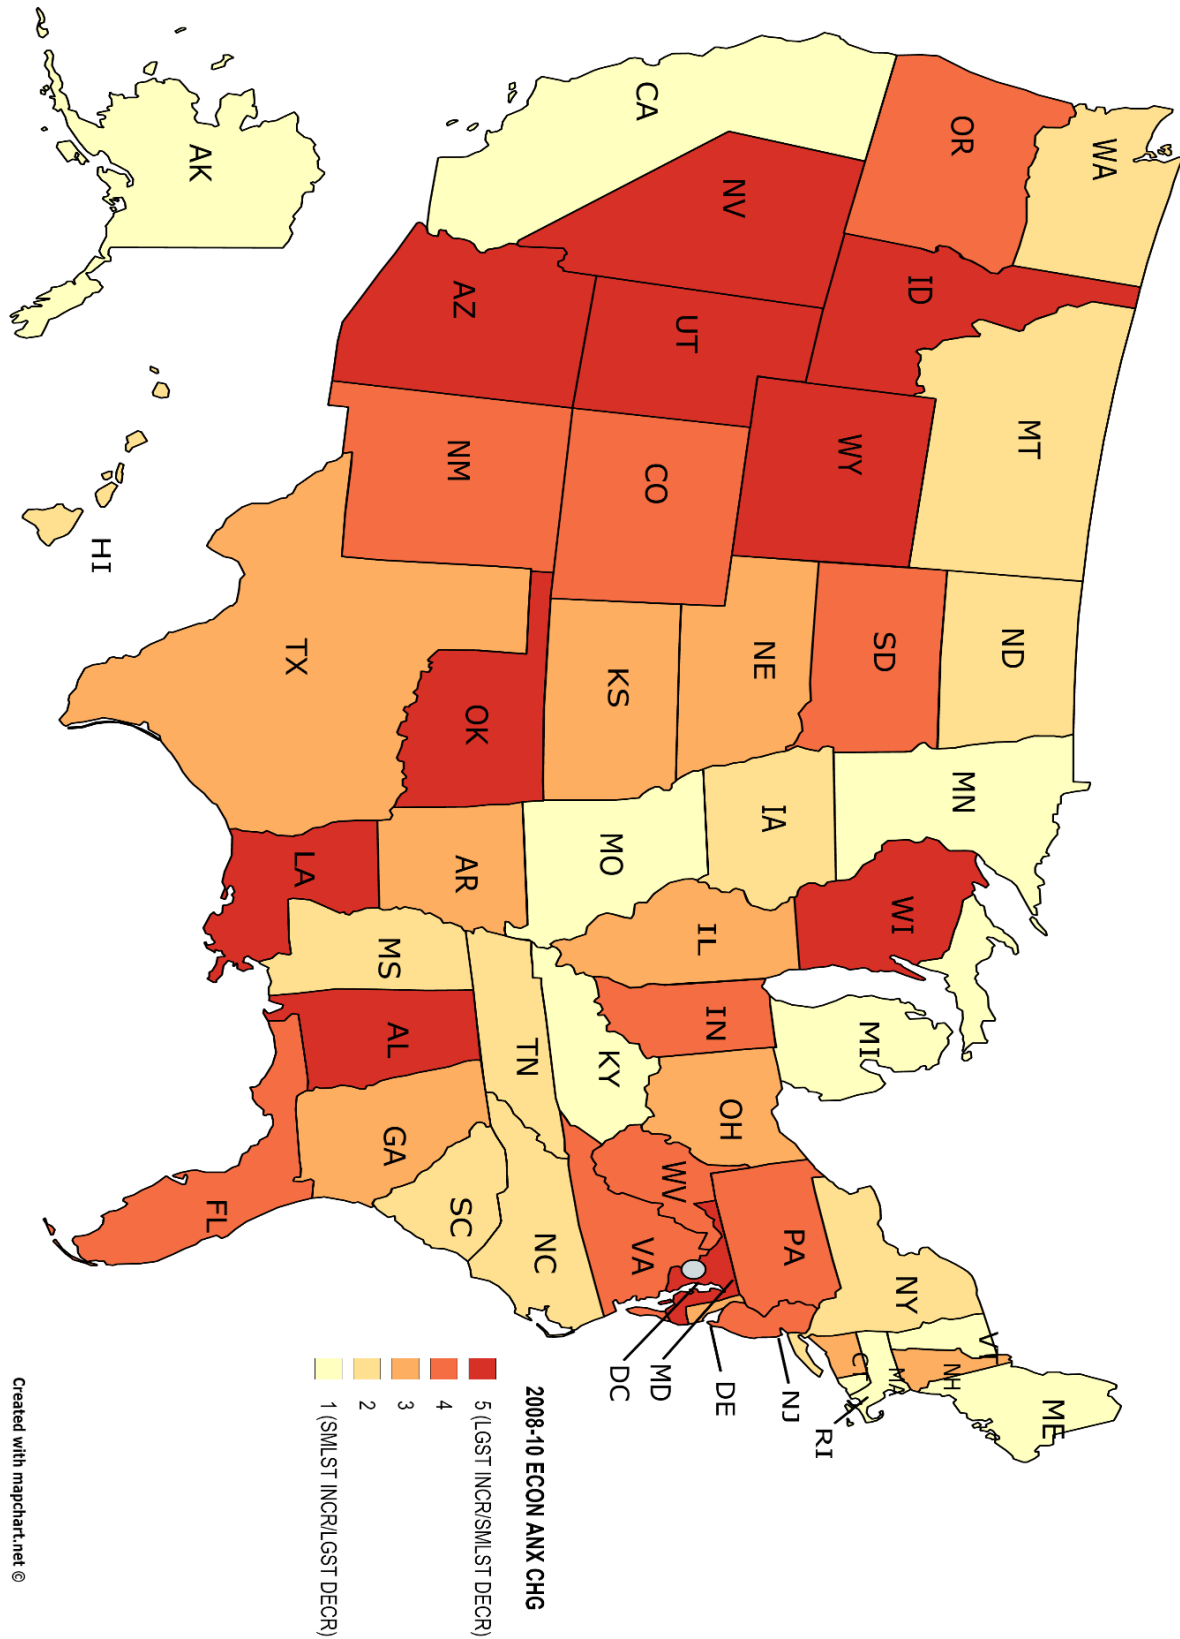 WA
OR
CA
NV
ID
MT
AZ
UT
WY
NM
CO
ND
SD
NE
KS
OK
TX
MN
IA
MO
AR
LA
WI
IL
MS
MI
IN
KY
TN
AL
OH
GA
FL
SC
NC
WV
VA
PA
NY
VT
NH
ME
MA
CT
RI
NJ
DE
MD
DC
AK
HI
2008-10 ECON ANX CHG
5 (LGST INCR/SMLST DECR)
4
3
2
1 (SMLST INCR/LGST DECR)
Created with mapchart.net ©